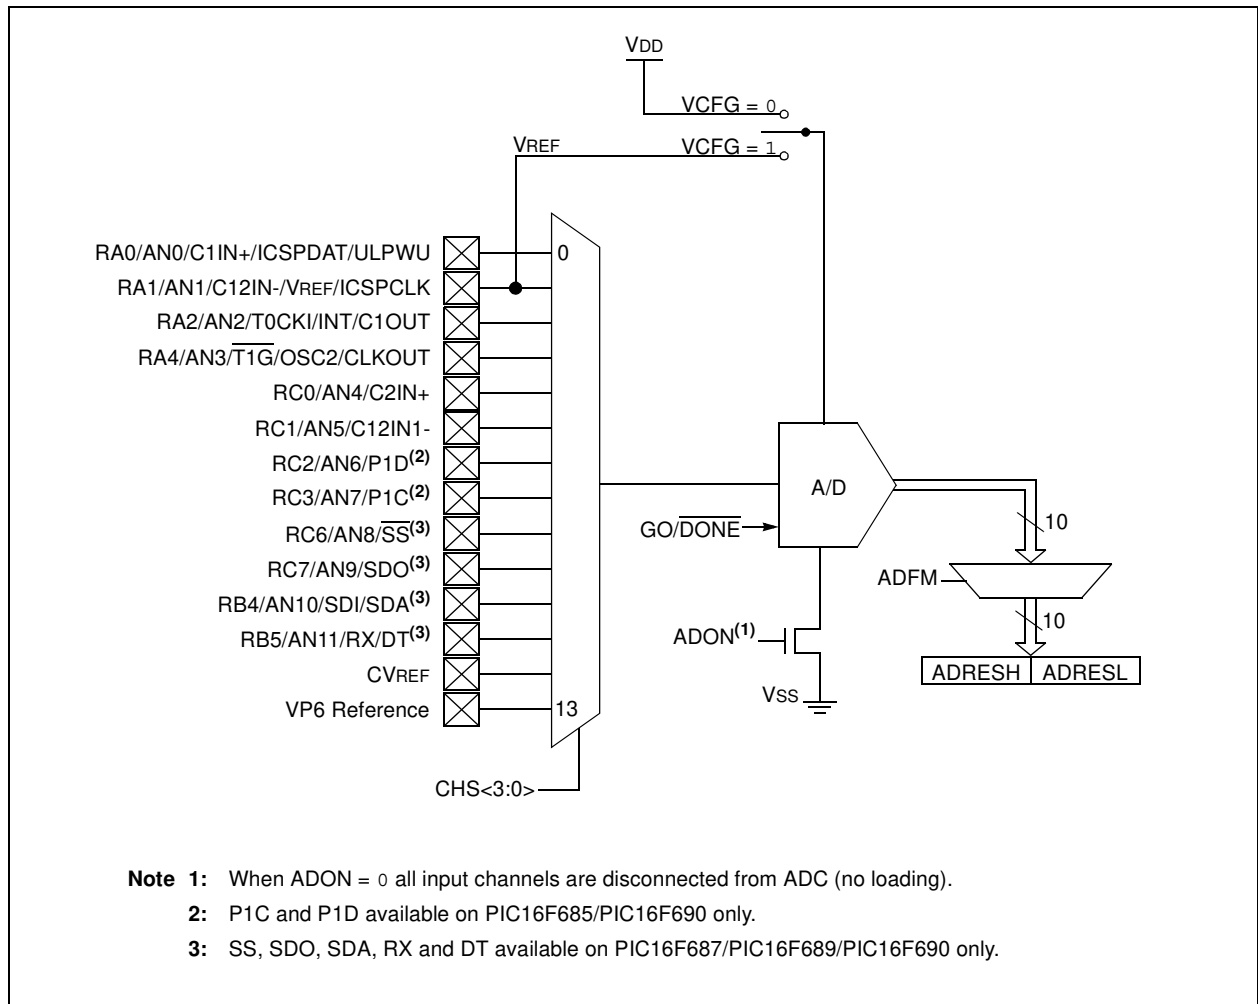 VDD
VCFG = 0
VREF
VCFG = 1
RA0/AN0/C1IN+/ICSPDAT/ULPWU
0
RA1/AN1/C12IN-/VREF/ICSPCLK
RA2/AN2/T0CKI/INT/C1OUT
RA4/AN3/T1G/OSC2/CLKOUT
RC0/AN4/C2IN+
RC1/AN5/C12IN1-
RC2/AN6/P1D(2)
RC3/AN7/P1C(2)
RC6/AN8/SS(3)
RC7/AN9/SDO(3)
RB4/AN10/SDI/SDA(3)
RB5/AN11/RX/DT(3)
CVREF
VP6 Reference
13
CHS<3:0>
A/D
GO/DONE
10
ADFM
10
ADON(1)
ADRESH
ADRESL
VSS
Note 1: When ADON = 0 all input channels are disconnected from ADC (no loading).
2: P1C and P1D available on PIC16F685/PIC16F690 only.
3: SS, SDO, SDA, RX and DT available on PIC16F687/PIC16F689/PIC16F690 only.